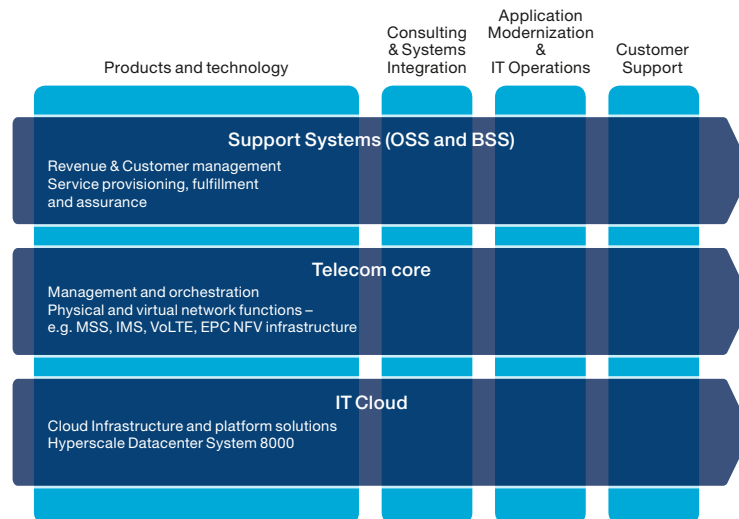 Products and technology
Consulting
& Systems
Integration
Application
Modernization
&
IT Operations
Customer
Support
Support Systems (OSS and BSS)
Revenue & Customer management
Service provisioning, fulfillment
and assurance
Telecom core
Management and orchestration
Physical and virtual network functions –
e.g. MSS, IMS, VoLTE, EPC NFV infrastructure
IT Cloud
Cloud Infrastructure and platform solutions
Hyperscale Datacenter System 8000